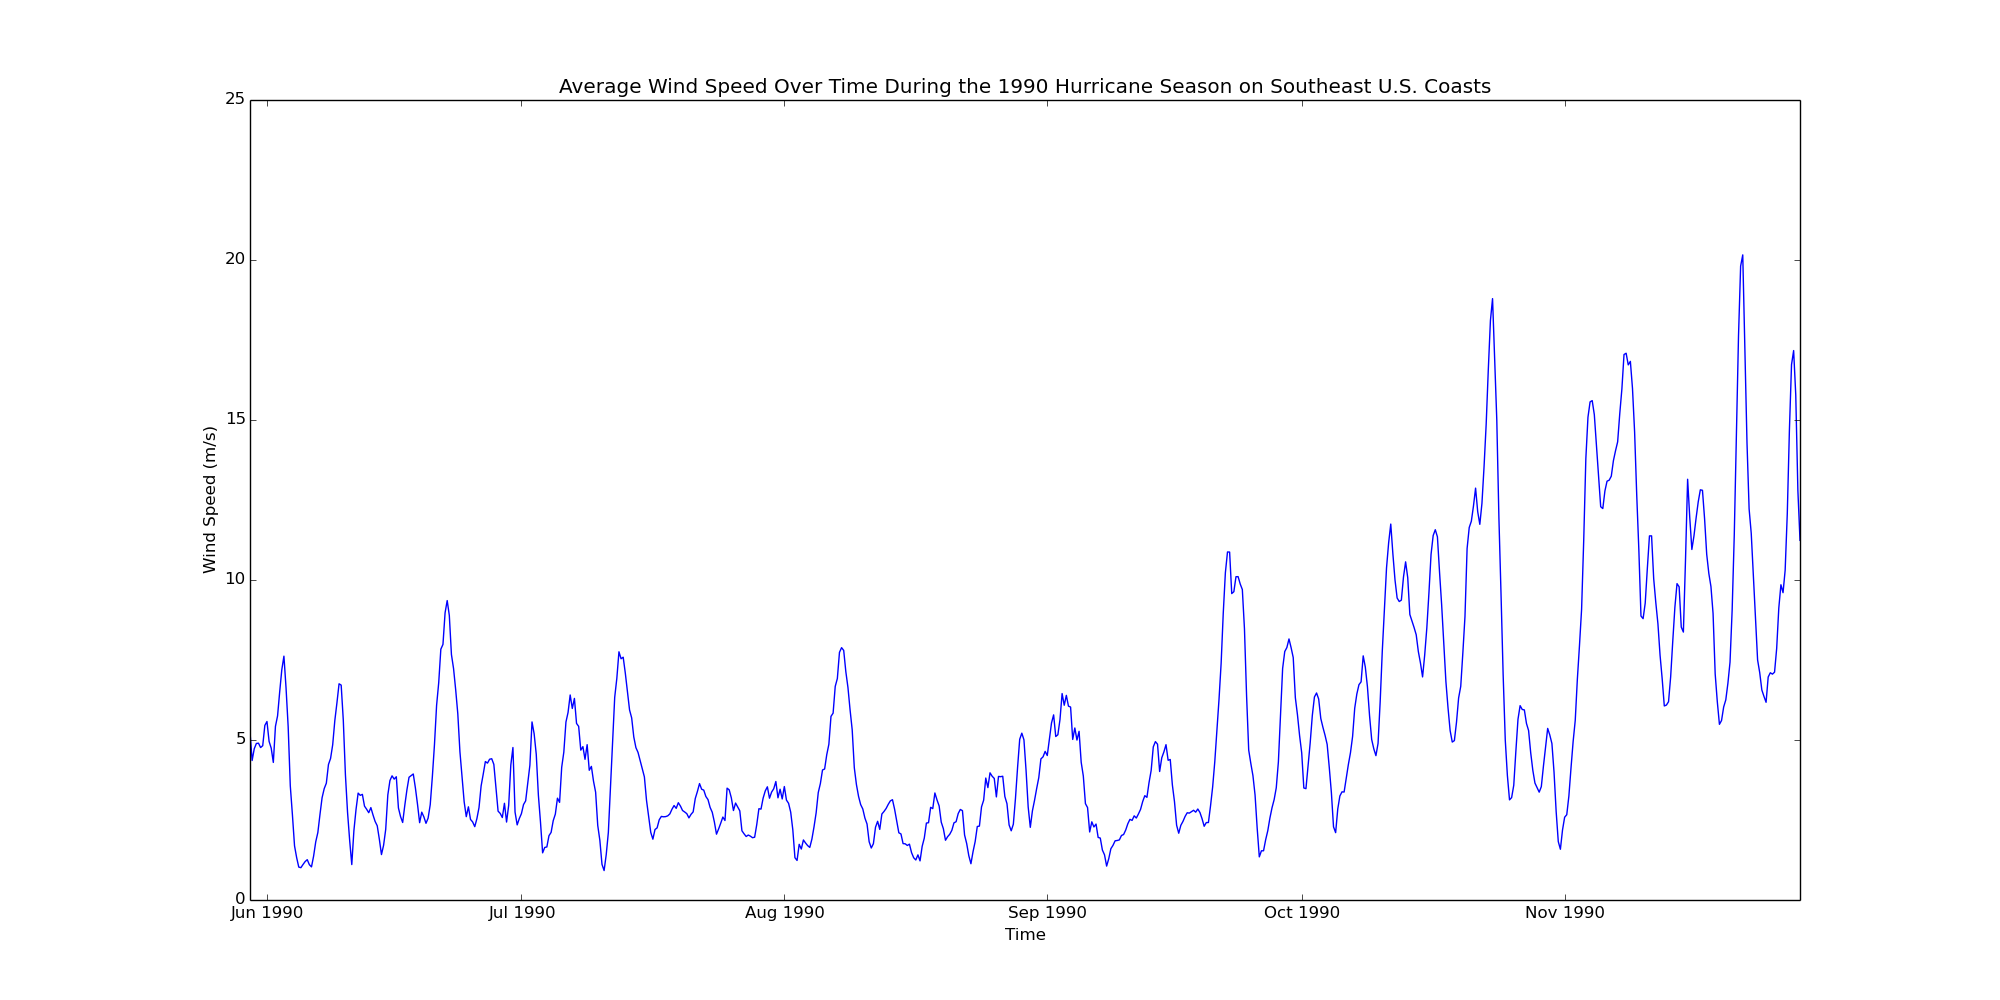 Average Wind Speed Over Time During the 1990 Hurricane Season on Southeast U.S. Coasts
25
20
15
10
5
0
Wind Speed (m/s)
Jun 1990 Jul 1990 Aug 1990 Sep 1990 Oct 1990 Nov 1990
Time